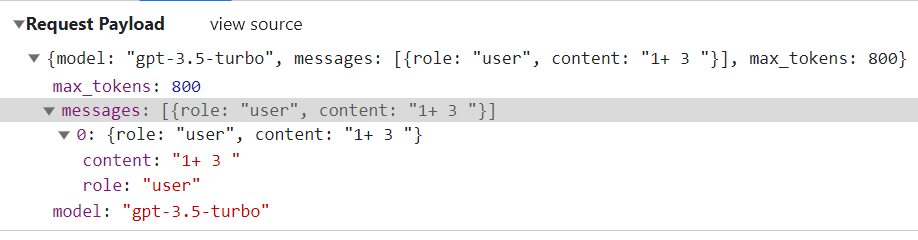 ▼Request Payload view source
▼ {model: "gpt-3.5-turbo", messages: [{role: "user", content: "1+ 3 "}], max_tokens: 800}
max_tokens: 800
▼ messages: [{role: "user", content: "1+ 3 "}]
▼ 0: {role: "user", content: "1+ 3 "}
content: "1+ 3 "
role: "user"
model: "gpt-3.5-turbo"